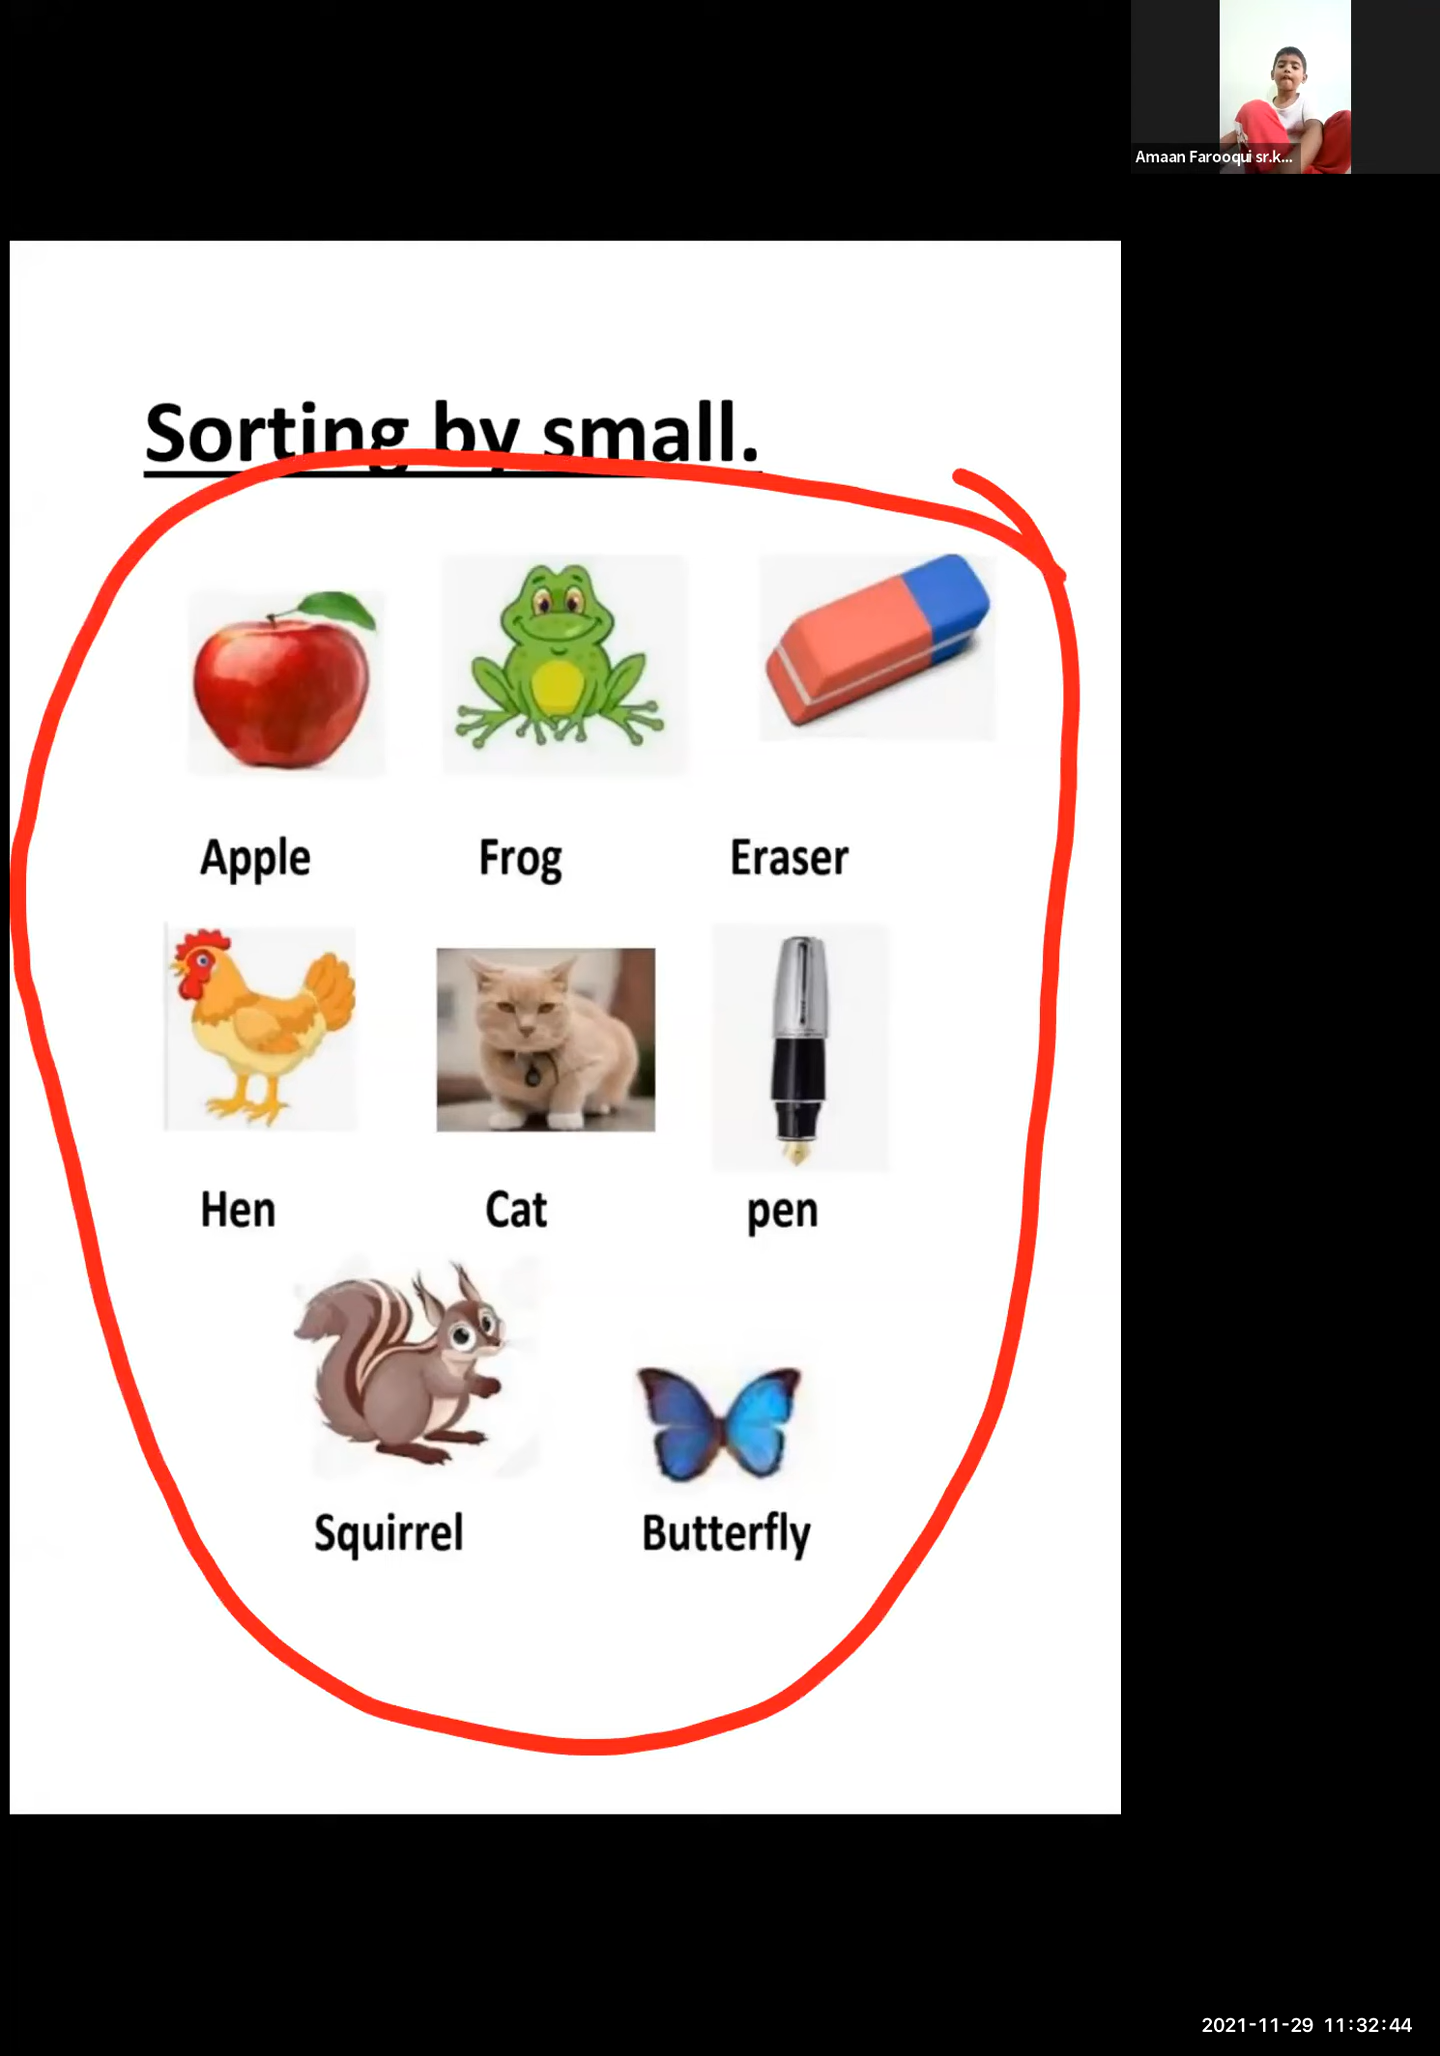 Amaan Farooqui sr.k...
Sorting by small.
Apple Frog Eraser
Hen Cat pen
Squirrel Butterfly
2021-11-29 11:32:44